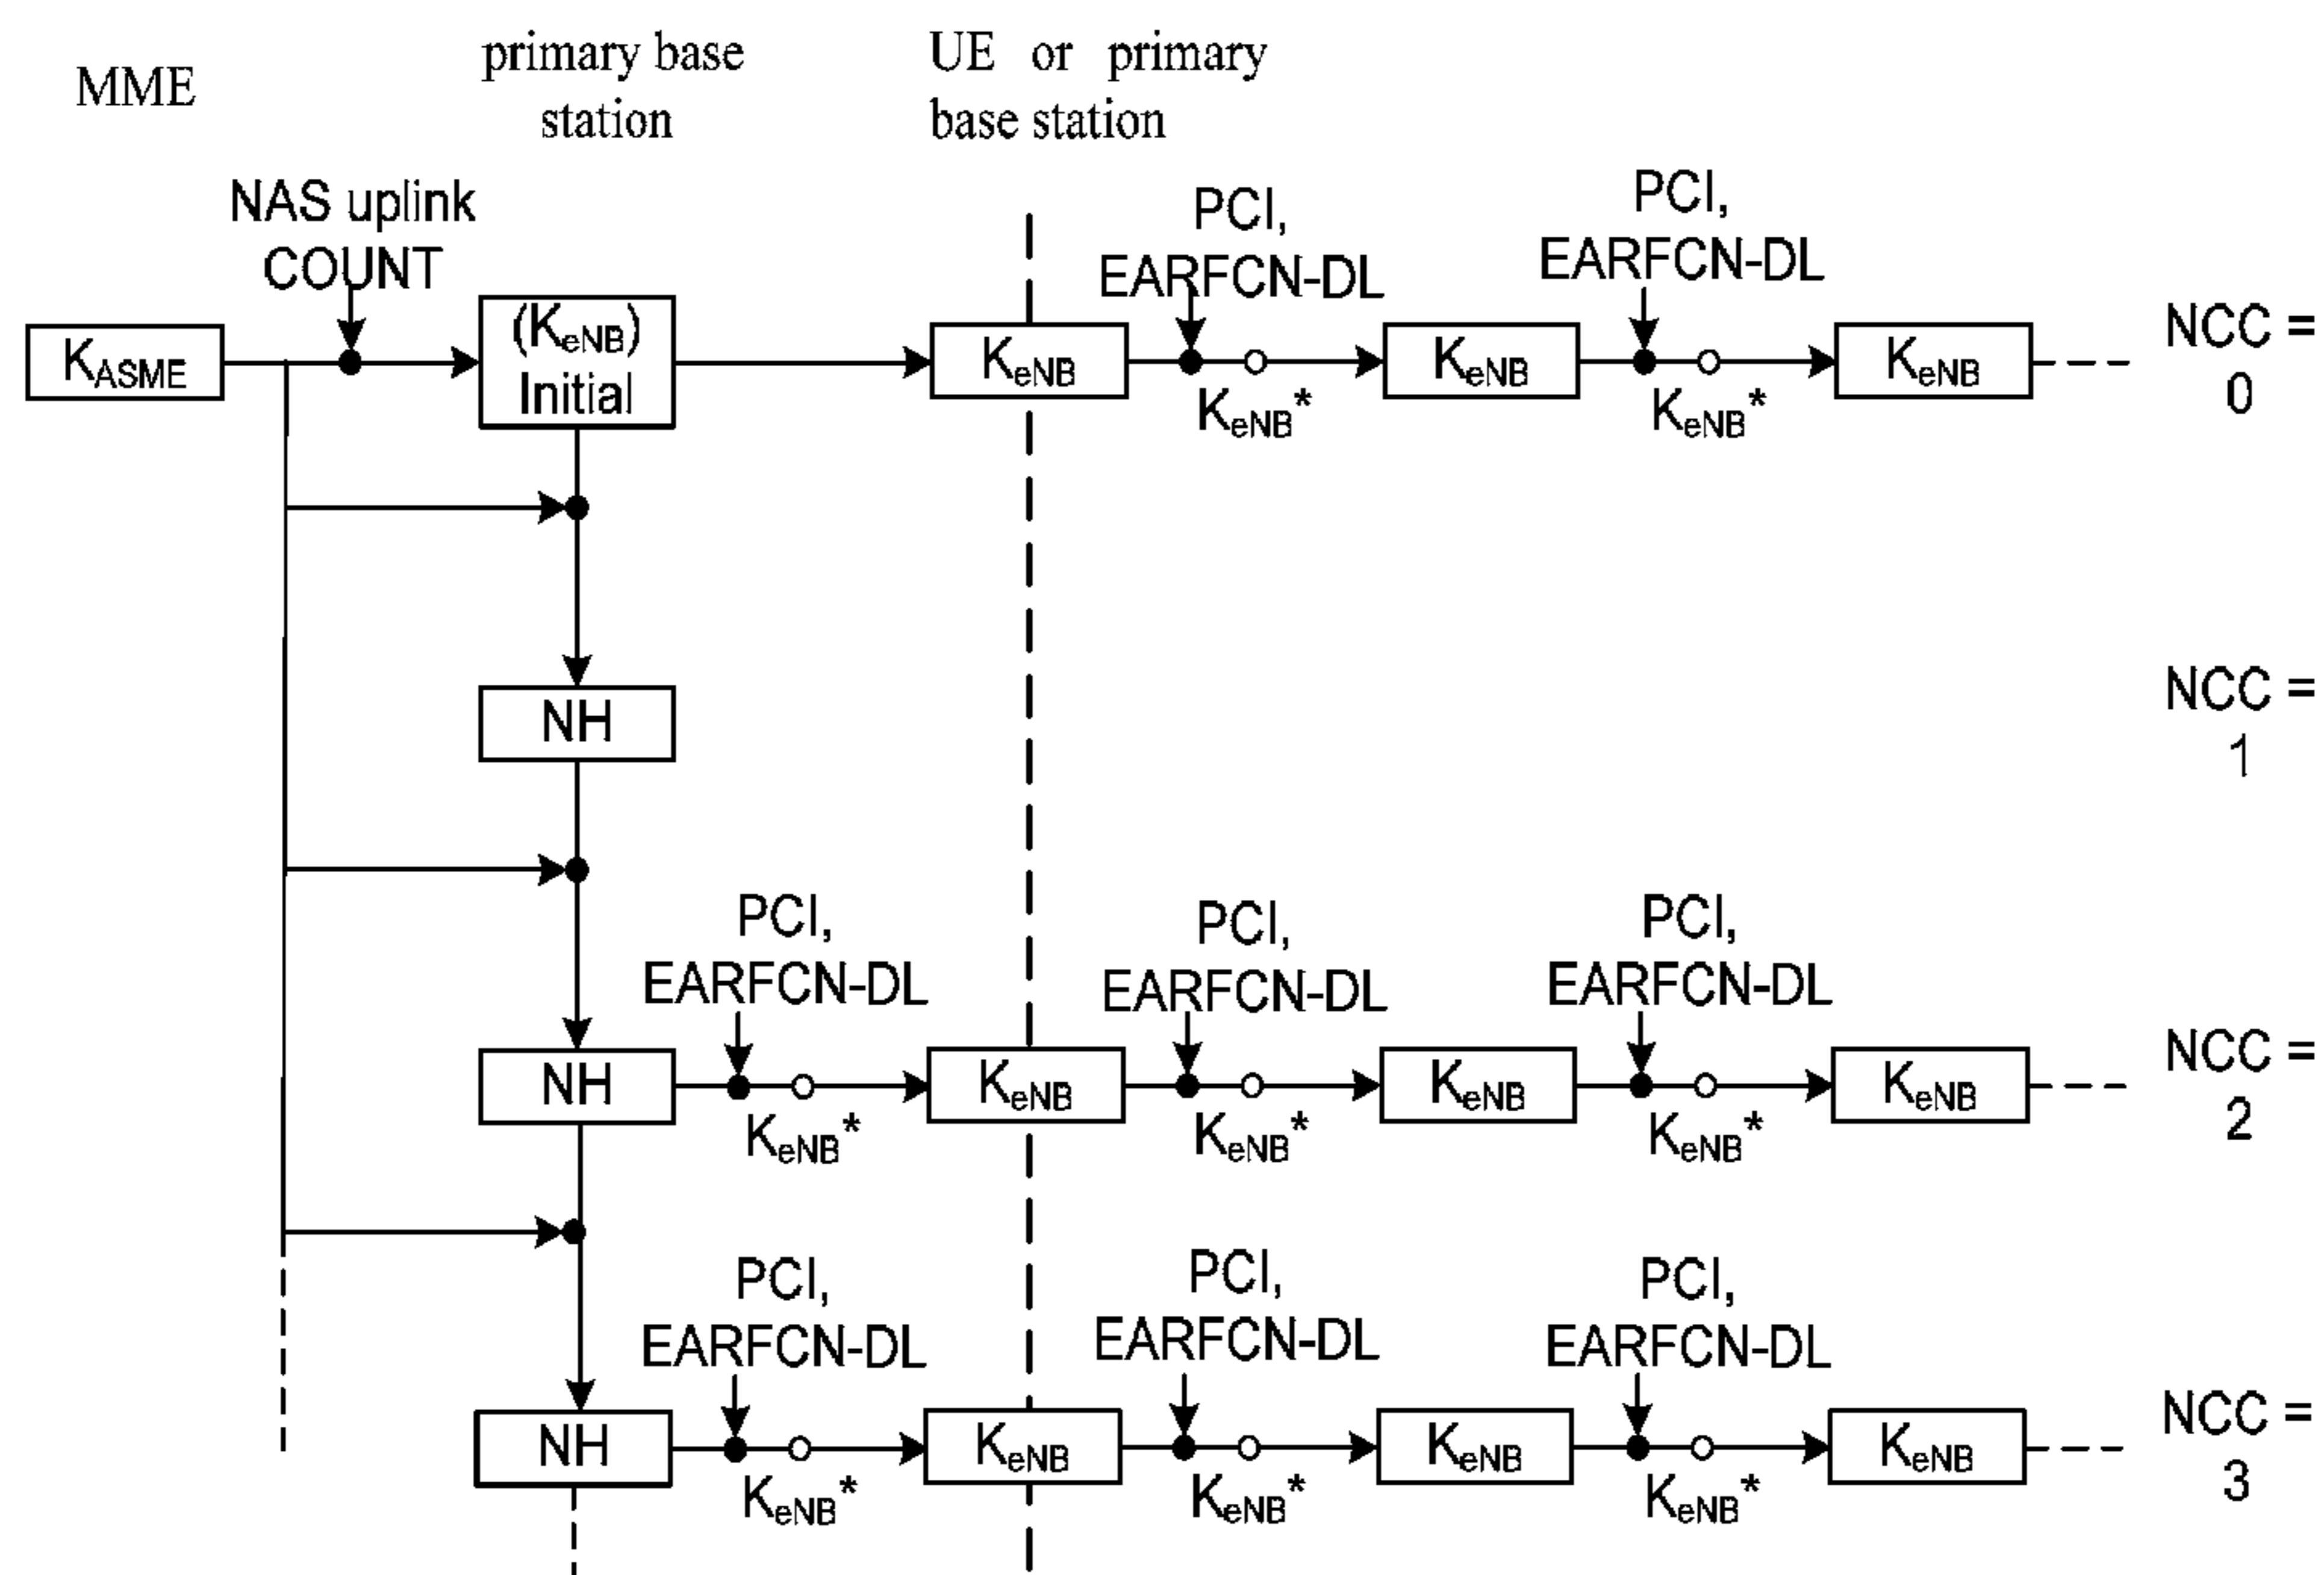 MME
primary base
station
UE or primary
base station
NAS uplink
COUNT
PCI,
EARFCN-DL
PCI,
EARFCN-DL
KASME
(KeNB)
Initial
KeNB
KeNB*
KeNB
KeNB*
KeNB
NCC =
0
NH
NCC =
1
PCI,
EARFCN-DL
PCI,
EARFCN-DL
PCI,
EARFCN-DL
NH
KeNB*
KeNB
KeNB*
KeNB
KeNB*
KeNB
NCC =
2
PCI,
EARFCN-DL
PCI,
EARFCN-DL
PCI,
EARFCN-DL
NH
KeNB*
KeNB
KeNB*
KeNB
KeNB*
KeNB
NCC =
3